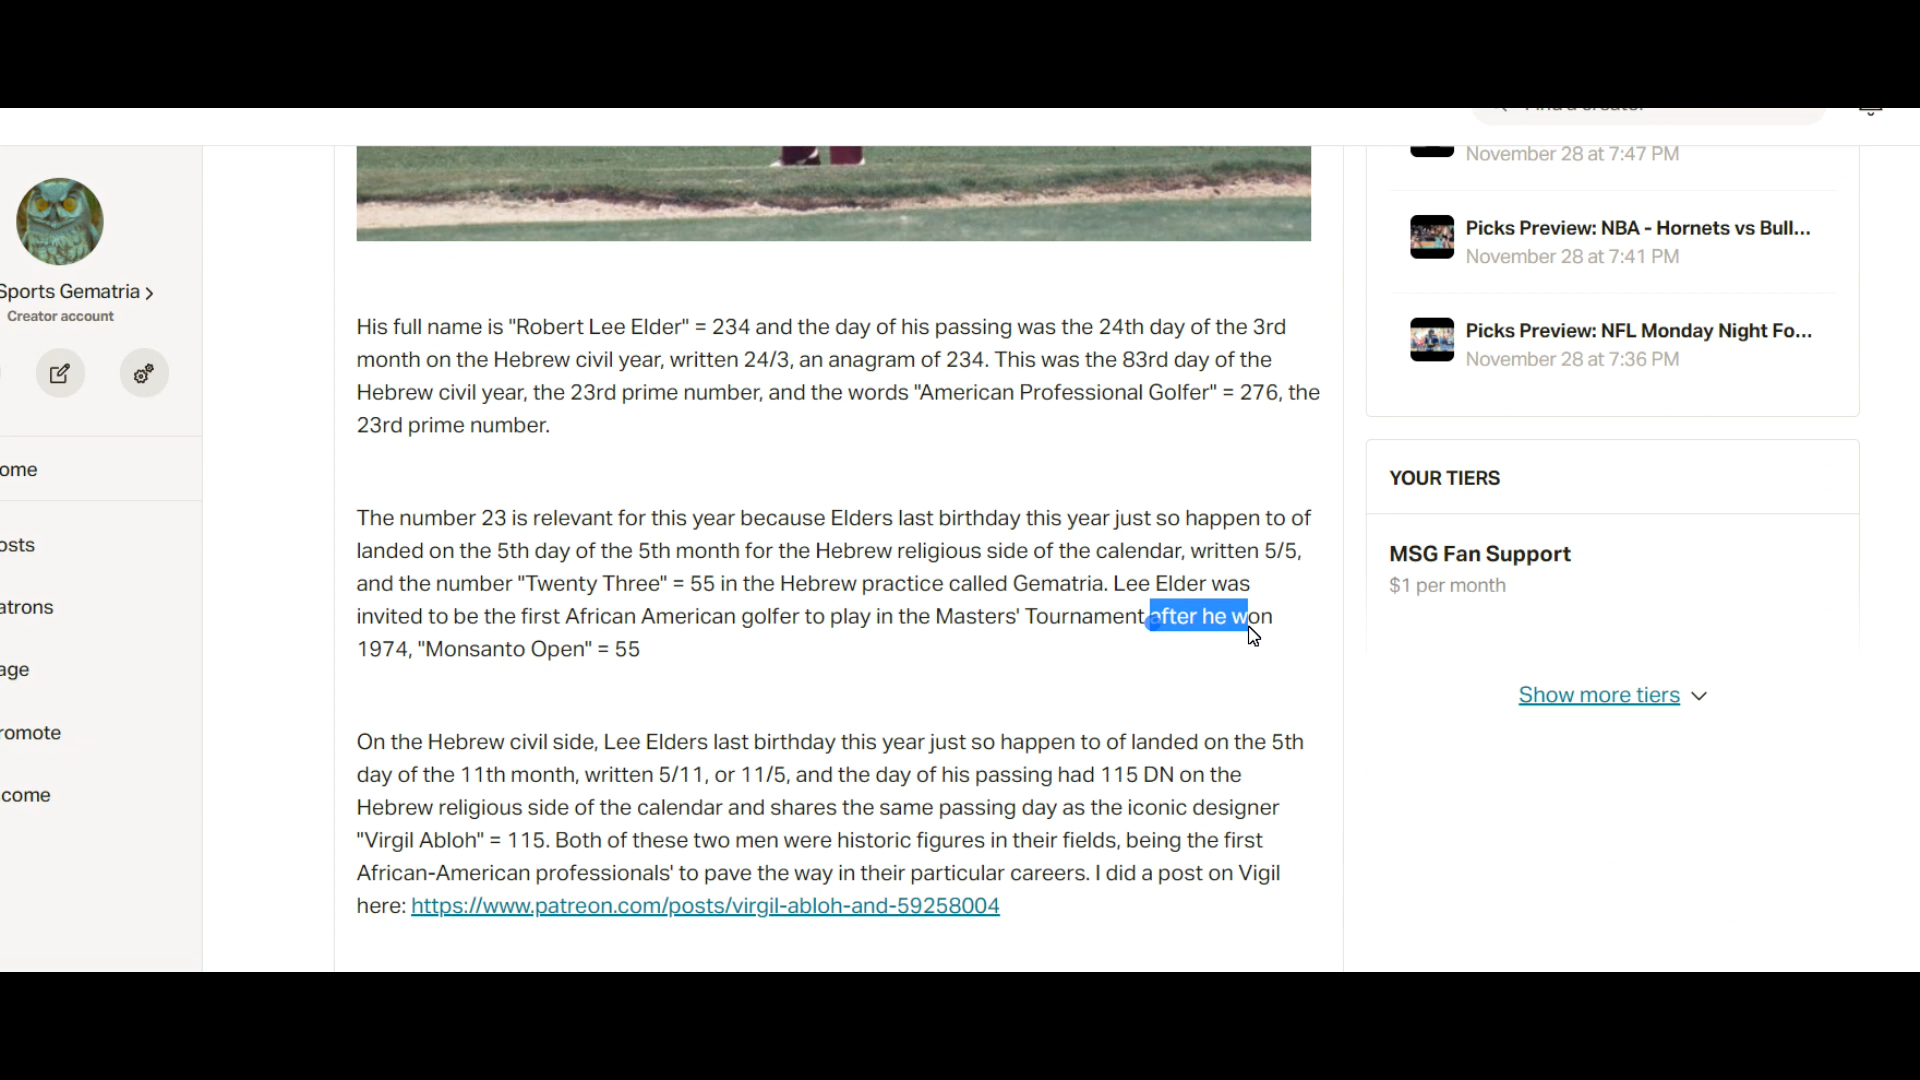 November 28 at 7:47 PM
Picks Preview: NBA - Hornets vs Bull...
November 28 at 7:41 PM
Picks Preview: NFL Monday Night Fo...
November 28 at 7:36 PM
YOUR TIERS
MSG Fan Support
$1 per month
Show more tiers
Sports Gematria
Creator account
ome
osts
atrons
age
romote
come
His full name is "Robert Lee Elder" = 234 and the day of his passing was the 24th day of the 3rd
month on the Hebrew civil year, written 24/3, an anagram of 234. This was the 83rd day of the
Hebrew civil year, the 23rd prime number, and the words "American Professional Golfer" = 276, the
23rd prime number.
The number 23 is relevant for this year because Elders last birthday this year just so happen to of
landed on the 5th day of the 5th month for the Hebrew religious side of the calendar, written 5/5,
and the number "Twenty Three" = 55 in the Hebrew practice called Gematria. Lee Elder was
invited to be the first African American golfer to play in the Masters' Tournament after he won
1974, "Monsanto Open" = 55
On the Hebrew civil side, Lee Elders last birthday this year just so happen to of landed on the 5th
day of the 11th month, written 5/11, or 11/5, and the day of his passing had 115 DN on the
Hebrew religious side of the calendar and shares the same passing day as the iconic designer
"Virgil Abloh" = 115. Both of these two men were historic figures in their fields, being the first
African-American professionals' to pave the way in their particular careers. I did a post on Vigil
here: https://www.patreon.com/posts/virgil-abloh-and-59258004